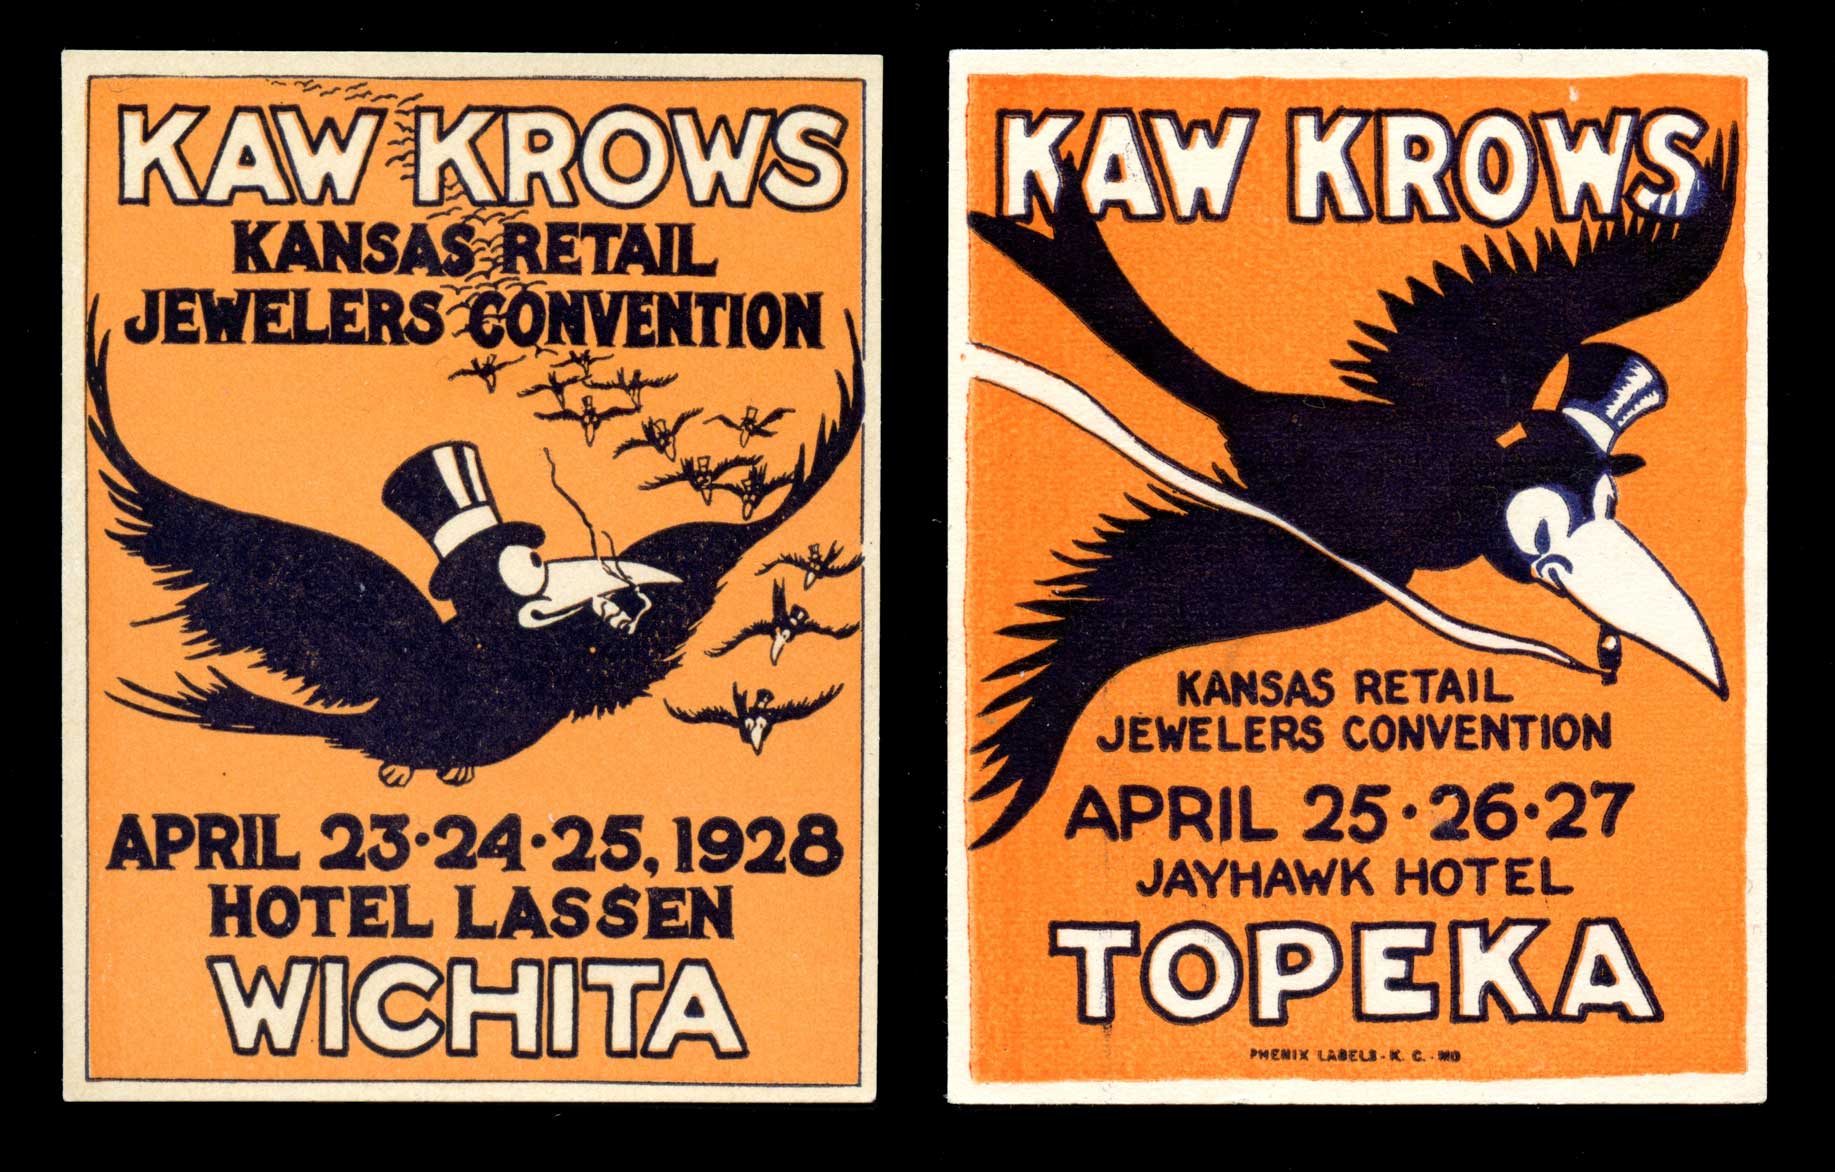 KAW KROWS
KANSAS RETAIL
JEWELERS CONVENTION
APRIL 23·24·25, 1928
HOTEL LASSEN
WICHITA
KAW KROWS
KANSAS RETAIL
JEWELERS CONVENTION
APRIL 25·26·27
JAYHAWK HOTEL
TOPEKA
PHENIX LABELS - K. C. - MO